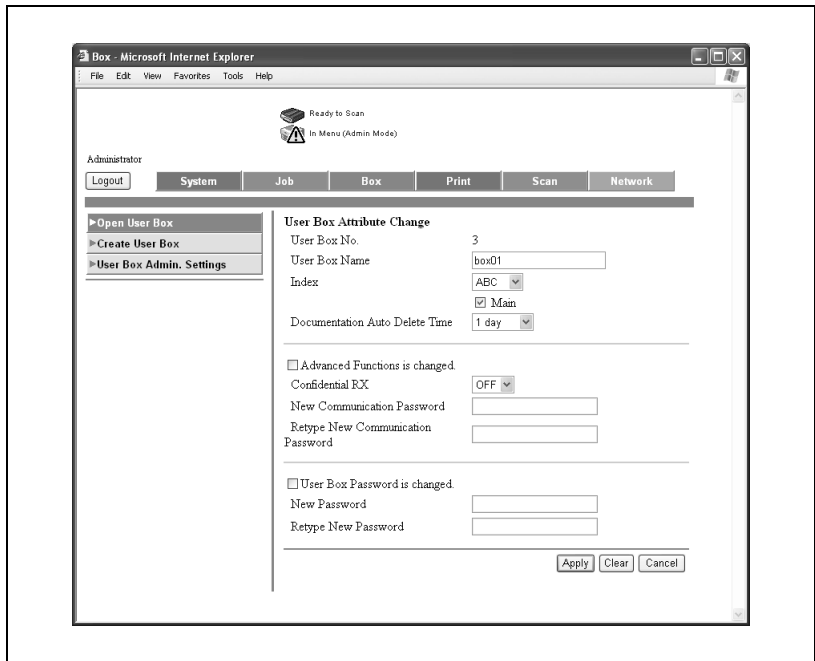 Box - Microsoft Internet Explorer
File Edit View Favorites Tools Help
Ready to Scan
In Menu (Admin Mode)
Administrator
Logout System Job Box Print Scan Network
Open User Box
Create User Box
User Box Admin. Settings
User Box Attribute Change
User Box No. 3
User Box Name box01
Index ABC
Main
Documentation Auto Delete Time 1 day
Advanced Functions is changed.
Confidential RX OFF
New Communication Password
Retype New Communication
Password
User Box Password is changed.
New Password
Retype New Password
Apply Clear Cancel